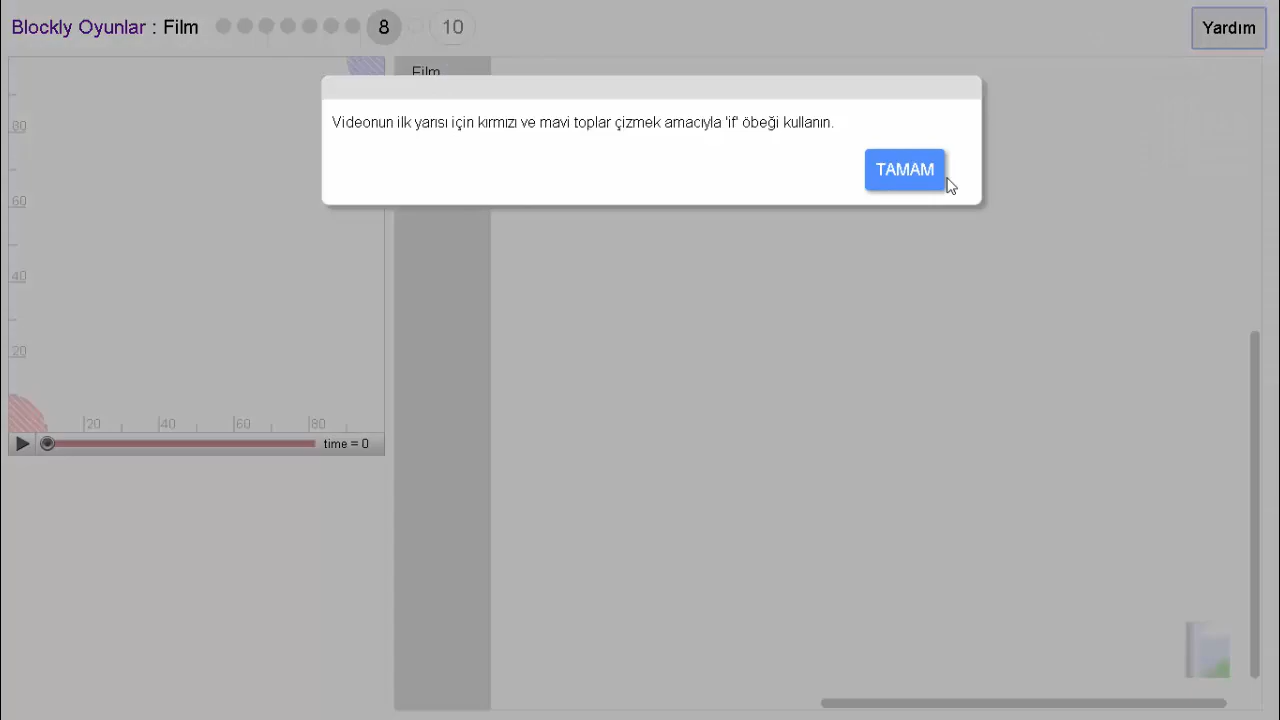 Blockly Oyunlar : Film 8 10
Yardım
Film
Videonun ilk yarısı için kırmızı ve mavi toplar çizmek amacıyla 'if' öbeği kullanın.
TAMAM
80
60
40
20
20 40 60 80
time = 0